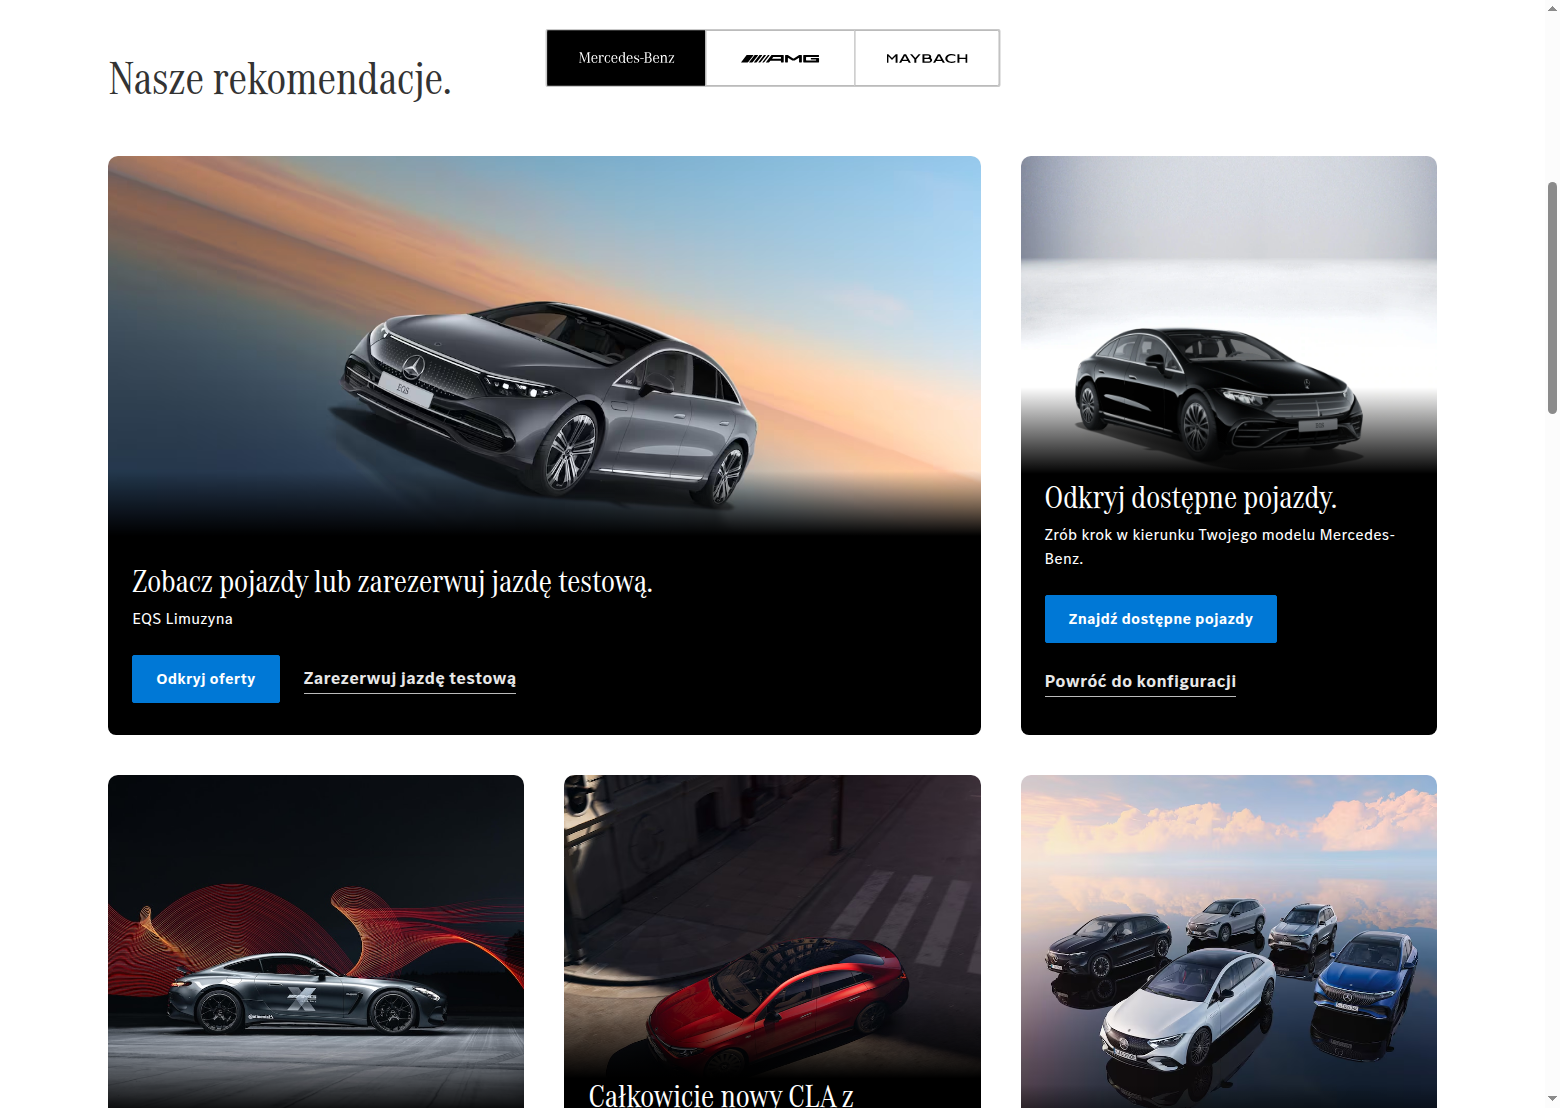 Nasze rekomendacje.
Mercedes-Benz
AMG
MAYBACH
EQS
Zobacz pojazdy lub zarezerwuj jazdę testową.
EQS Limuzyna
Odkryj oferty
Zarezerwuj jazdę testową
Odkryj dostępne pojazdy.
Zrób krok w kierunku Twojego modelu Mercedes-
Benz.
Znajdź dostępne pojazdy
Powróć do konfiguracji
Całkowicie nowy CLA z